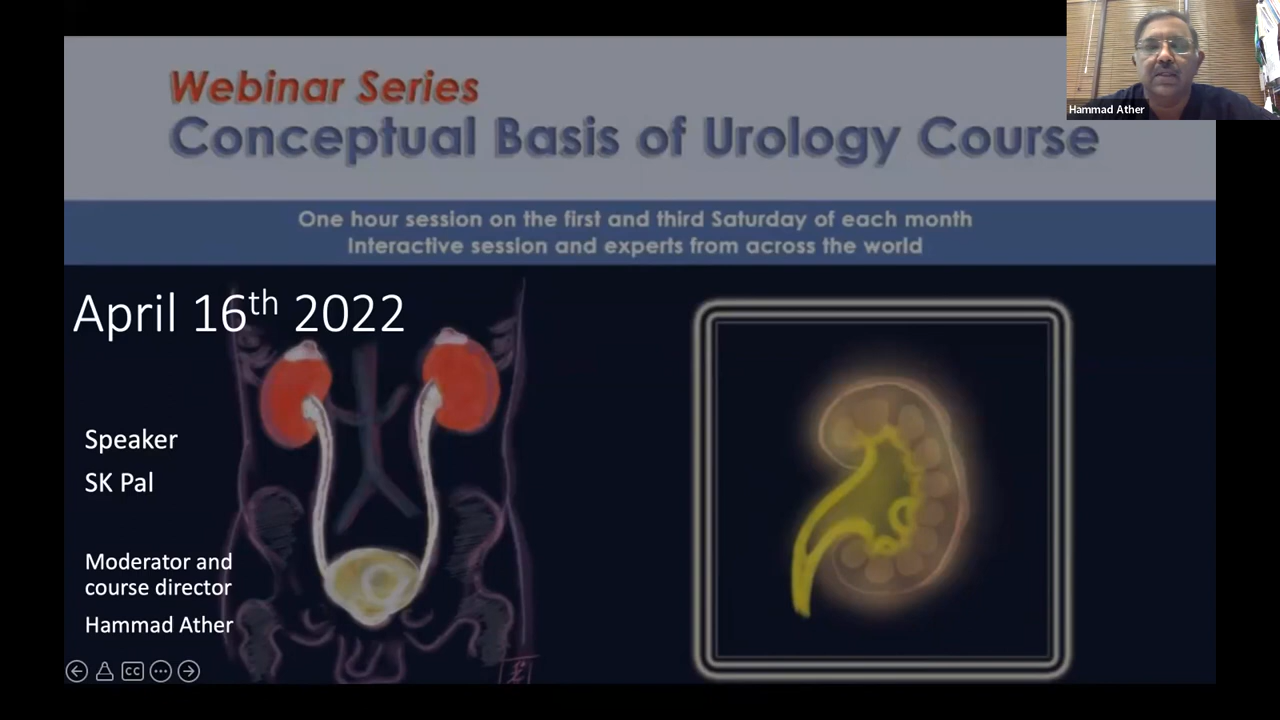 Webinar Series
Conceptual Basis of Urology Course
Hammad Ather
One hour session on the first and third Saturday of each month
Interactive session and experts from across the world
April 16th 2022
Speaker
SK Pal
Moderator and
course director
Hammad Ather
CC